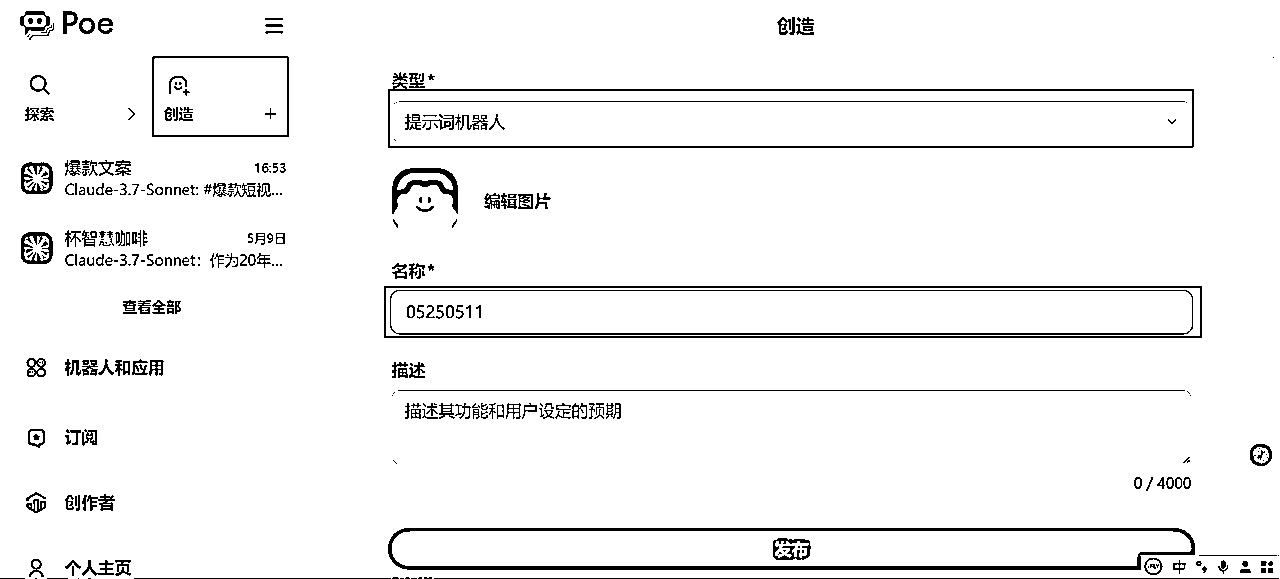 Poe
探索
创造
爆款文案 16:53
Claude-3.7-Sonnet: #爆款短视...
杯智慧咖啡 5月9日
Claude-3.7-Sonnet: 作为20年...
查看全部
机器人和应用
订阅
创作者
个人主页
创造
类型*
提示词机器人
编辑图片
名称*
05250511
描述
描述其功能和用户设定的预期
0 / 4000
发布
中